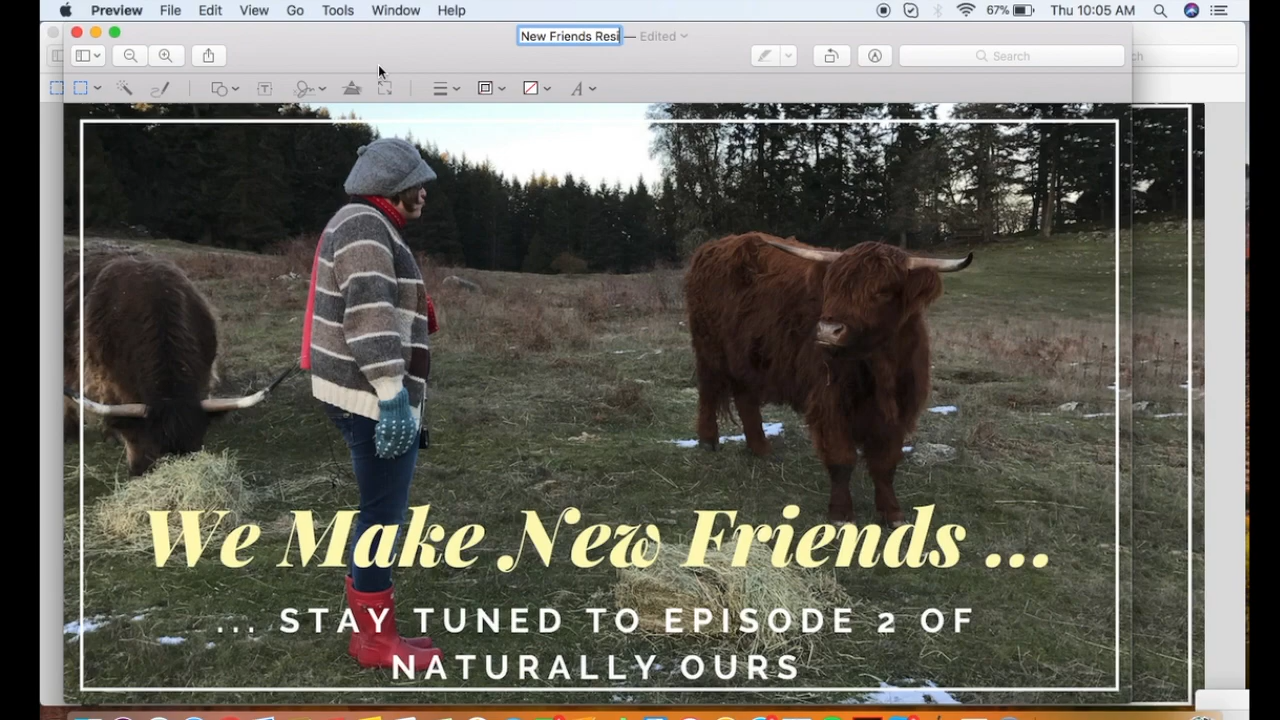 Preview File Edit View Go Tools Window Help 67% Thu 10:05 AM
New Friends Resi — Edited
Search
We Make New Friends ...
... STAY TUNED TO EPISODE 2 OF
NATURALLY OURS